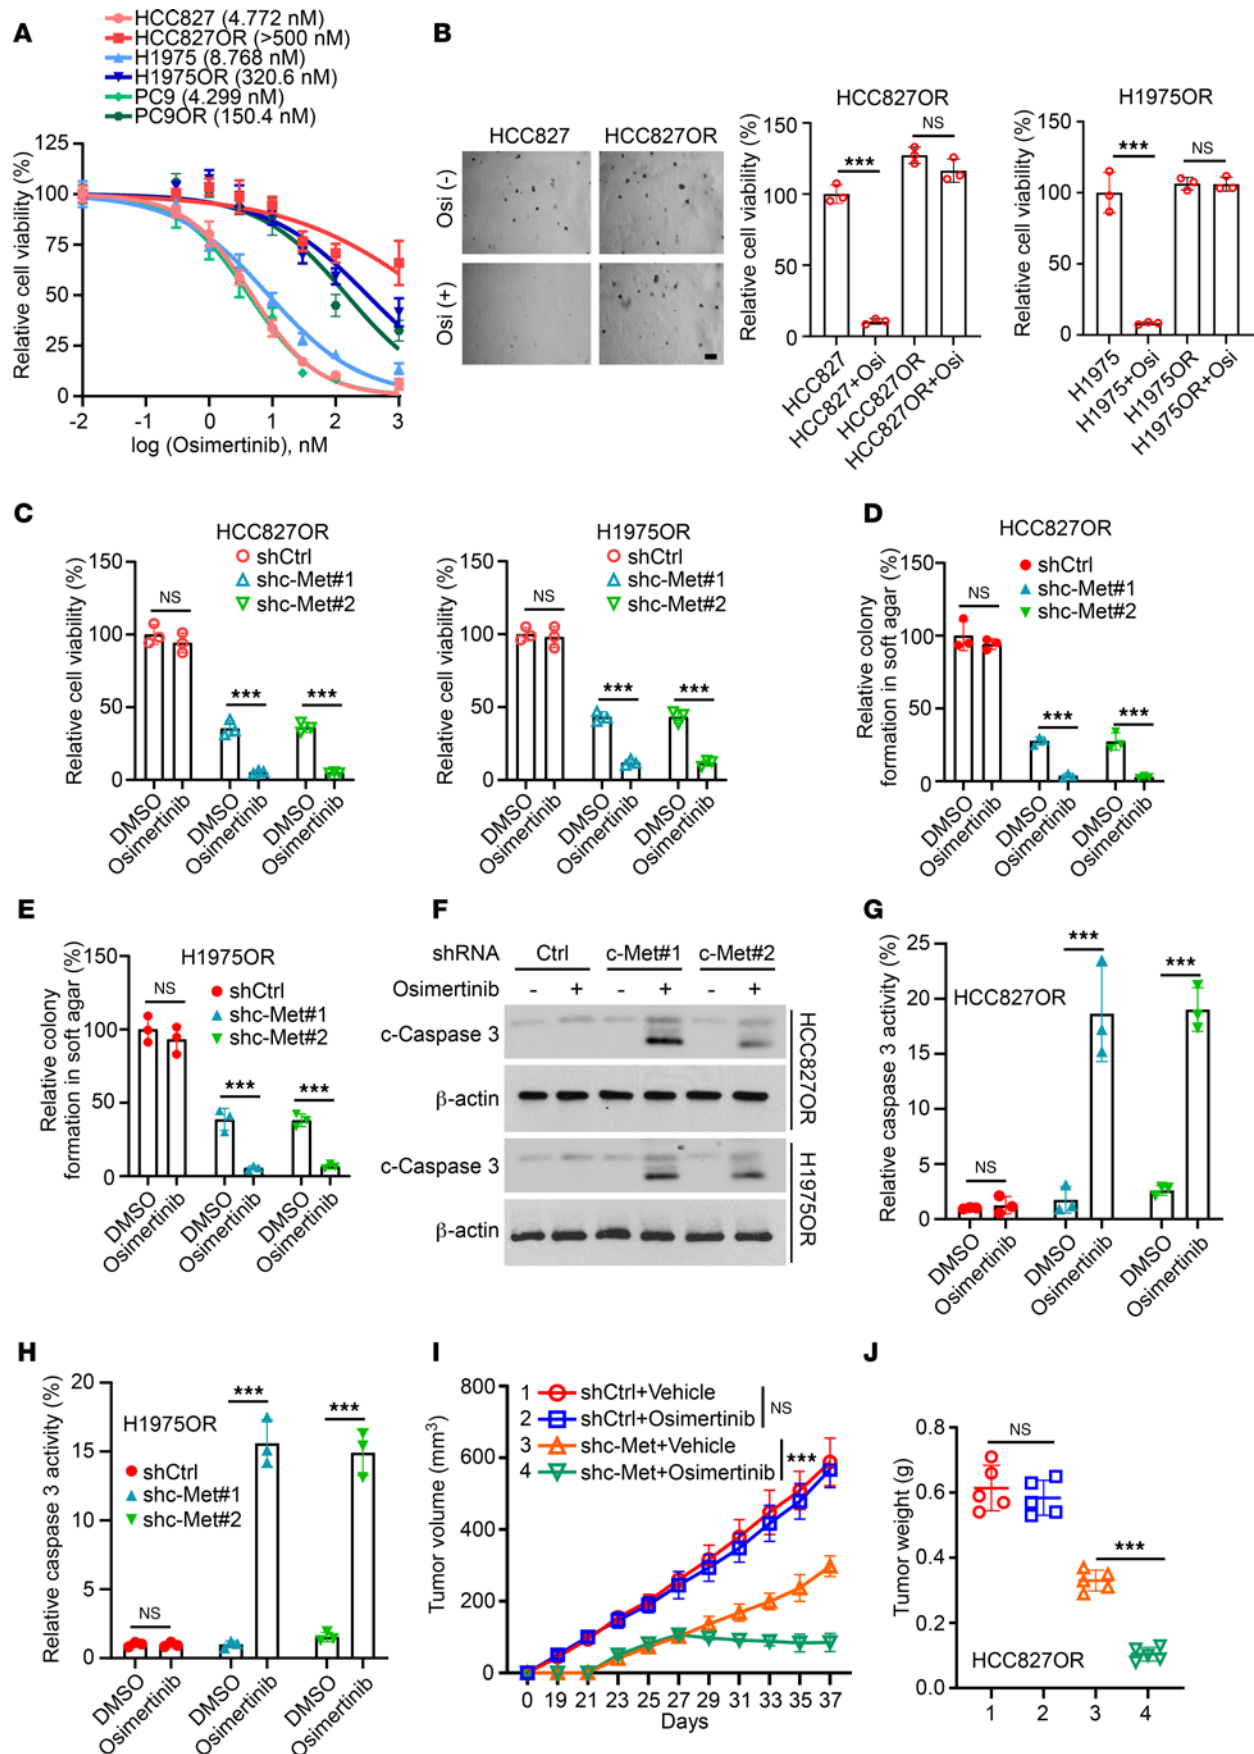 A
HCC827 (4.772 nM)
HCC827OR (>500 nM)
H1975 (8.768 nM)
H1975OR (320.6 nM)
PC9 (4.299 nM)
PC9OR (150.4 nM)
Relative cell viability (%)
125
100
75
50
25
0
-2 -1 0 1 2 3
log (Osimertinib), nM
B
HCC827 HCC827OR
Osi (-)
Osi (+)
HCC827OR
Relative cell viability (%)
150
100
50
0
***
NS
HCC827
HCC827+Osi
HCC827OR
HCC827OR+Osi
H1975OR
Relative cell viability (%)
150
100
50
0
***
NS
H1975
H1975+Osi
H1975OR
H1975OR+Osi
C
HCC827OR
shCtrl
shc-Met#1
shc-Met#2
Relative cell viability (%)
150
100
50
0
NS
***
***
DMSO
Osimertinib
DMSO
Osimertinib
DMSO
Osimertinib
H1975OR
shCtrl
shc-Met#1
shc-Met#2
Relative cell viability (%)
150
100
50
0
NS
***
***
DMSO
Osimertinib
DMSO
Osimertinib
DMSO
Osimertinib
D
HCC827OR
shCtrl
shc-Met#1
shc-Met#2
Relative colony
formation in soft agar (%)
150
100
50
0
NS
***
***
DMSO
Osimertinib
DMSO
Osimertinib
DMSO
Osimertinib
E
H1975OR
shCtrl
shc-Met#1
shc-Met#2
Relative colony
formation in soft agar (%)
150
100
50
0
NS
***
***
DMSO
Osimertinib
DMSO
Osimertinib
DMSO
Osimertinib
F
shRNA Ctrl c-Met#1 c-Met#2
Osimertinib - + - + - +
c-Caspase 3
β-actin
HCC827OR
c-Caspase 3
β-actin
H1975OR
G
HCC827OR
Relative caspase 3 activity (%)
25
20
15
10
5
0
NS
***
***
DMSO
Osimertinib
DMSO
Osimertinib
DMSO
Osimertinib
H
H1975OR
shCtrl
shc-Met#1
shc-Met#2
Relative caspase 3 activity (%)
20
15
10
5
0
NS
***
***
DMSO
Osimertinib
DMSO
Osimertinib
DMSO
Osimertinib
I
1 shCtrl+Vehicle
2 shCtrl+Osimertinib
NS
3 shc-Met+Vehicle
4 shc-Met+Osimertinib
***
Tumor volume (mm³)
800
600
400
200
0
0 19 21 23 25 27 29 31 33 35 37
Days
J
Tumor weight (g)
0.8
0.6
0.4
0.2
0.0
NS
***
HCC827OR
1 2 3 4